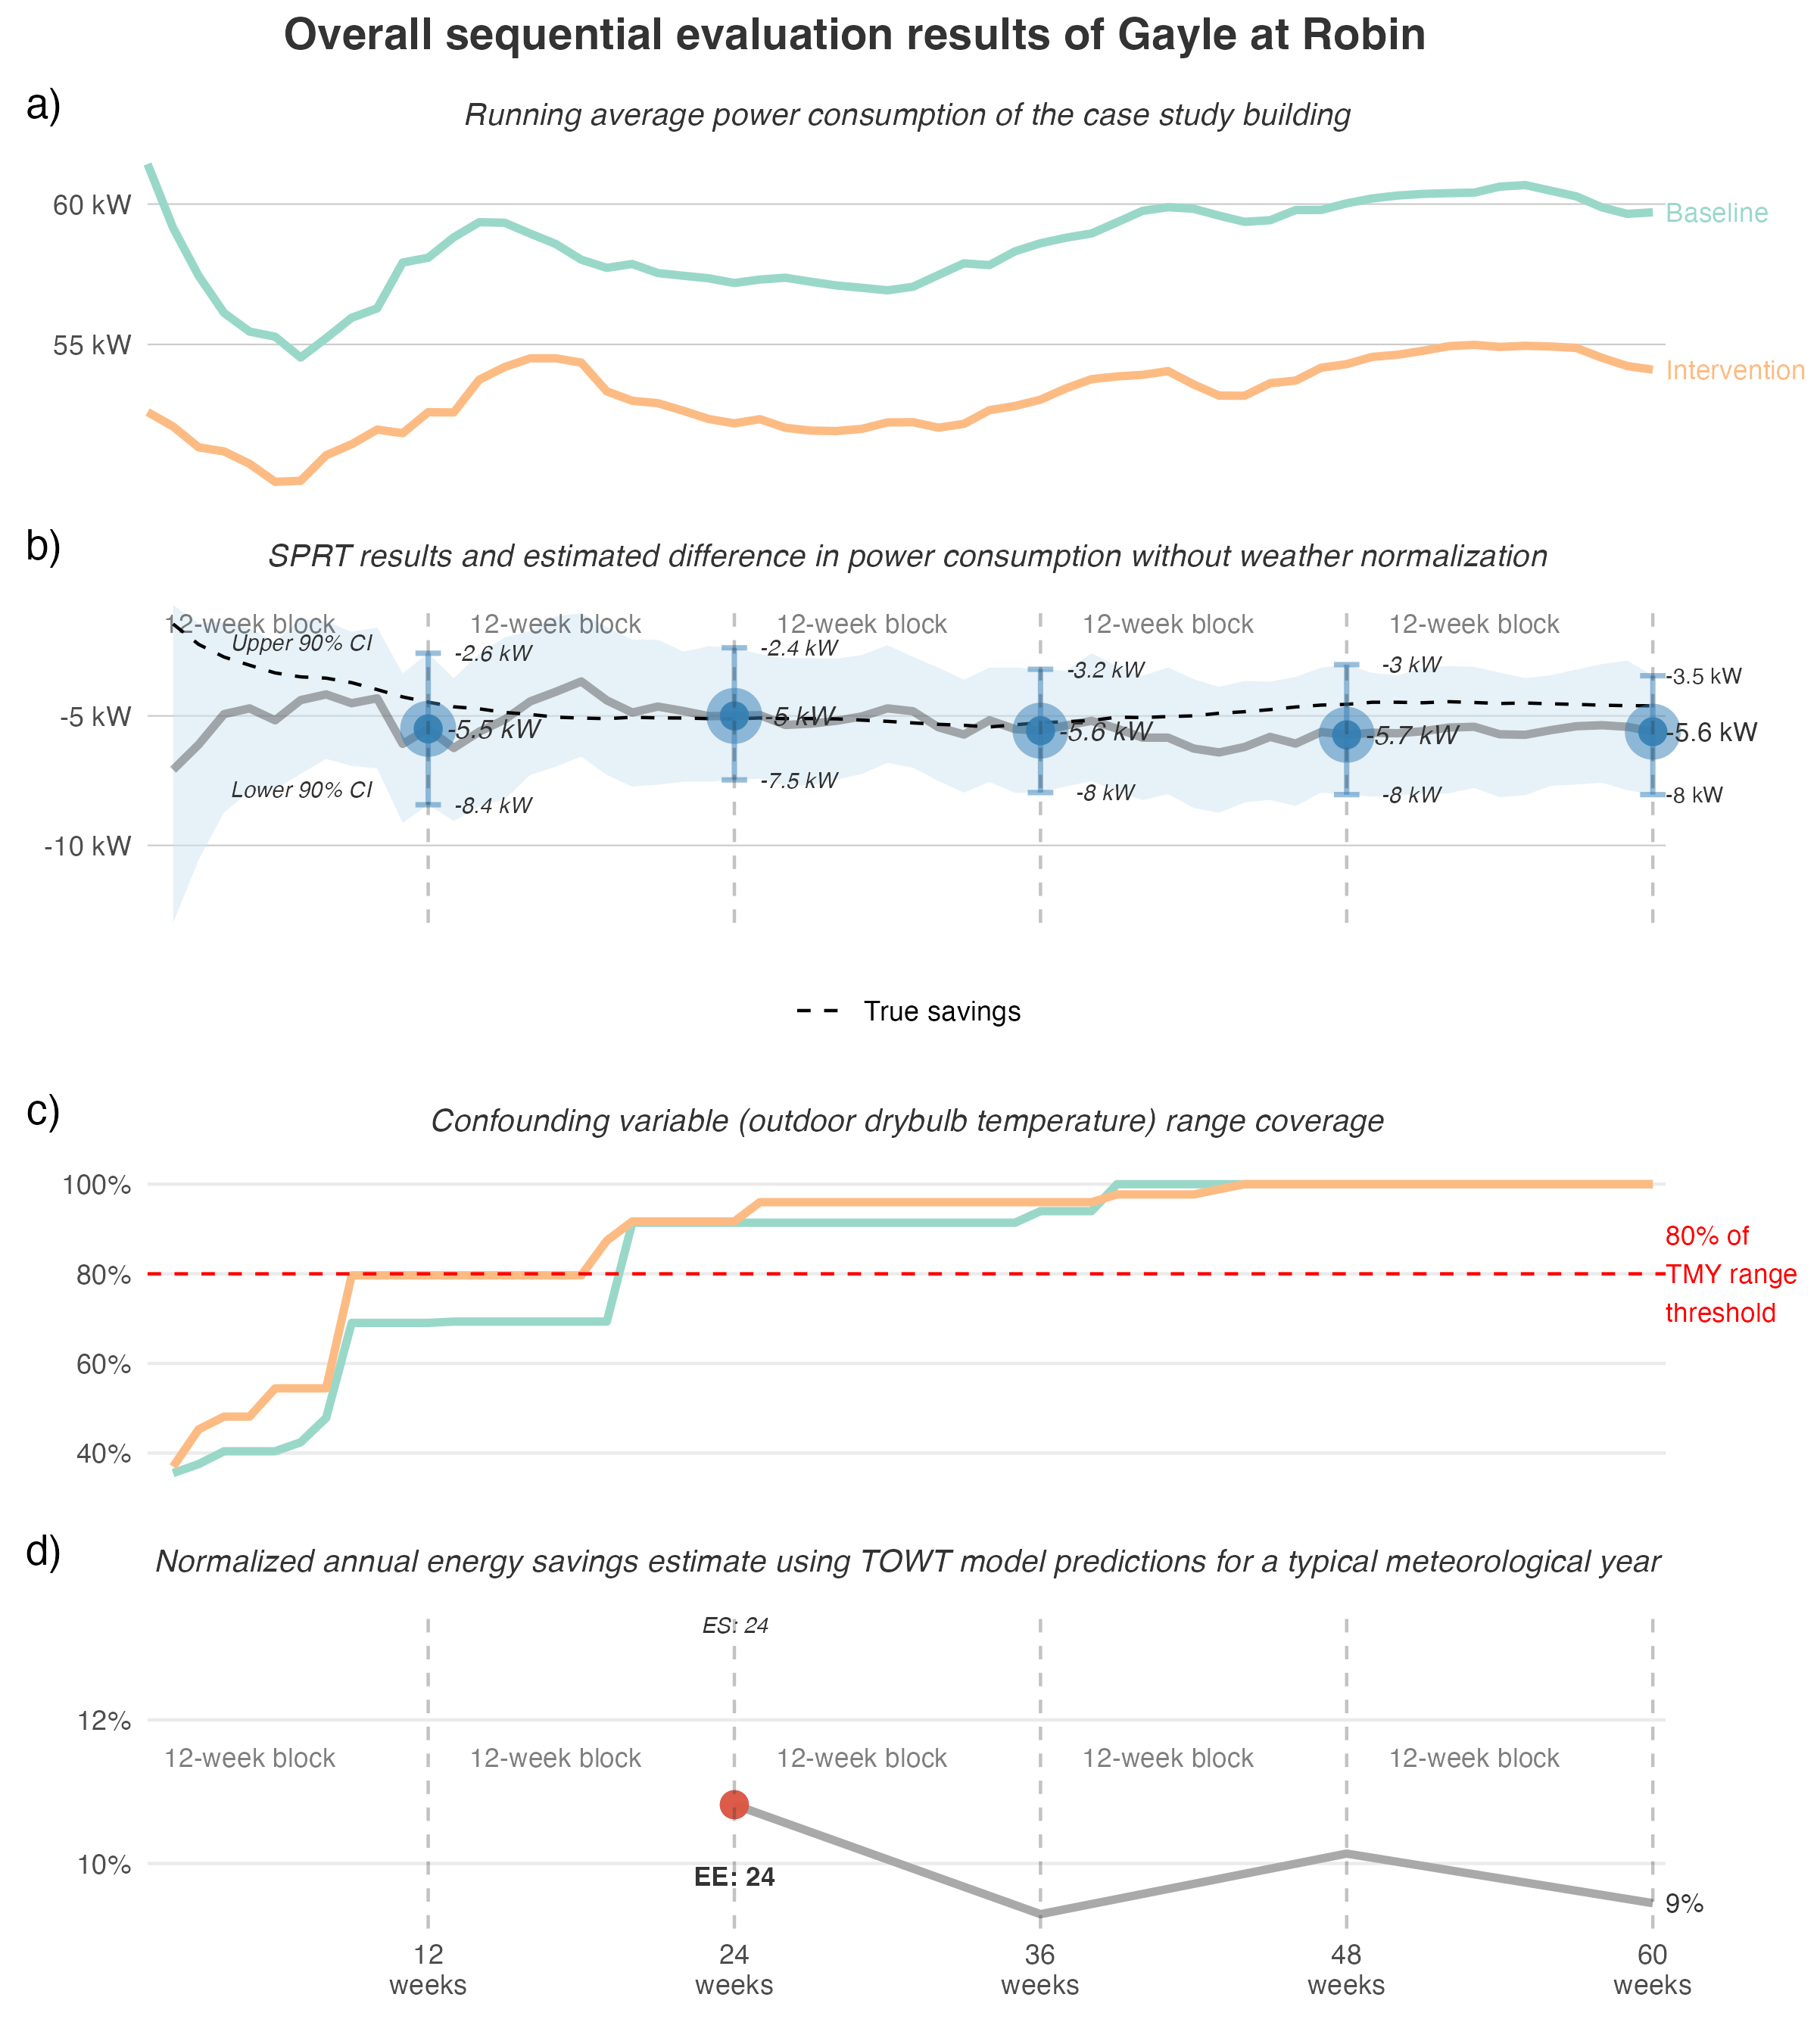 Overall sequential evaluation results of Gayle at Robin
a)
Running average power consumption of the case study building
60 kW
Baseline
55 kW
Intervention
b)
SPRT results and estimated difference in power consumption without weather normalization
12-week block
12-week block
12-week block
12-week block
12-week block
Upper 90% CI
-2.6 kW
-2.4 kW
-3.2 kW
-3 kW
-3.5 kW
-5 kW
-5.5 kW
-5 kW
-5.6 kW
-5.7 kW
-5.6 kW
Lower 90% CI
-8.4 kW
-7.5 kW
-8 kW
-8 kW
-8 kW
-10 kW
True savings
c)
Confounding variable (outdoor drybulb temperature) range coverage
100%
80%
60%
40%
80% of
TMY range
threshold
d)
Normalized annual energy savings estimate using TOWT model predictions for a typical meteorological year
ES: 24
12%
12-week block
12-week block
12-week block
12-week block
12-week block
10%
EE: 24
9%
12
weeks
24
weeks
36
weeks
48
weeks
60
weeks